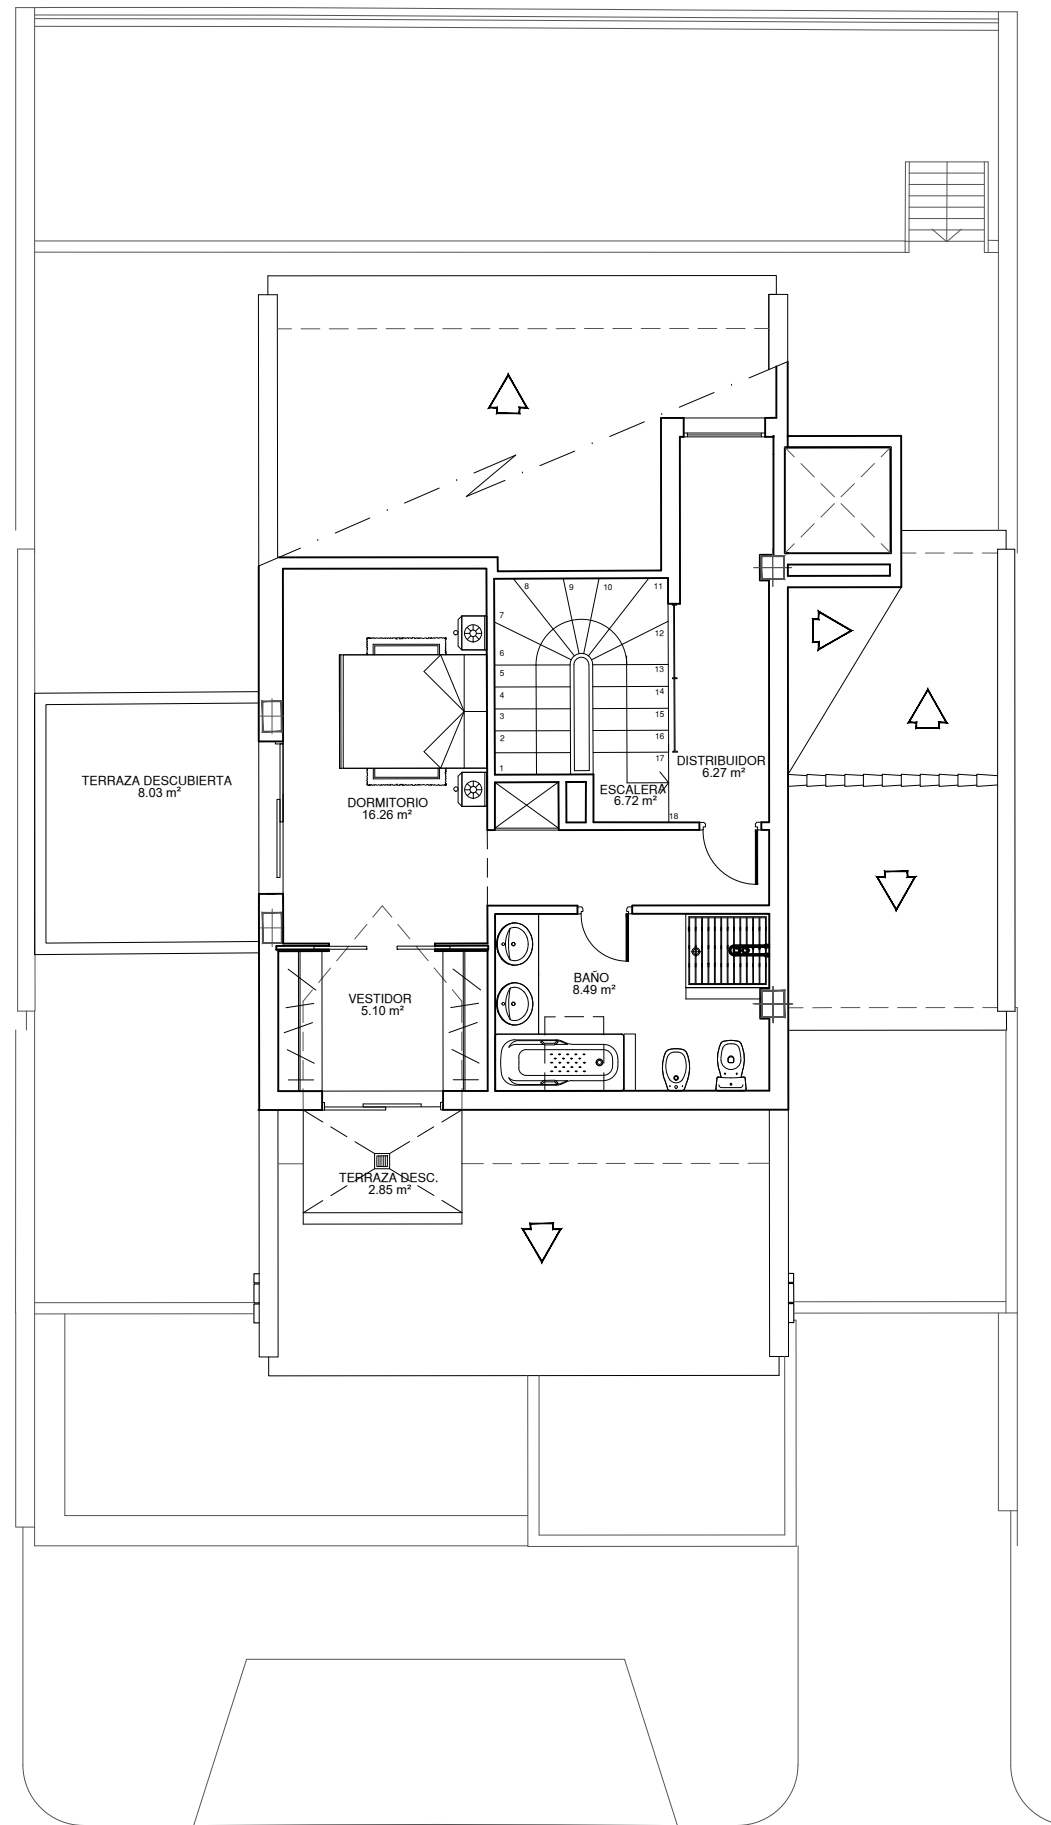 8
9
10
11
7
12
6
13
5
14
4
15
3
16
2
17
1
18
DISTRIBUIDOR
6.27 m²
TERRAZA DESCUBIERTA
8.03 m²
ESCALERA
6.72 m²
DORMITORIO
16.26 m²
BAÑO
8.49 m²
VESTIDOR
5.10 m²
TERRAZA DESC.
2.85 m²